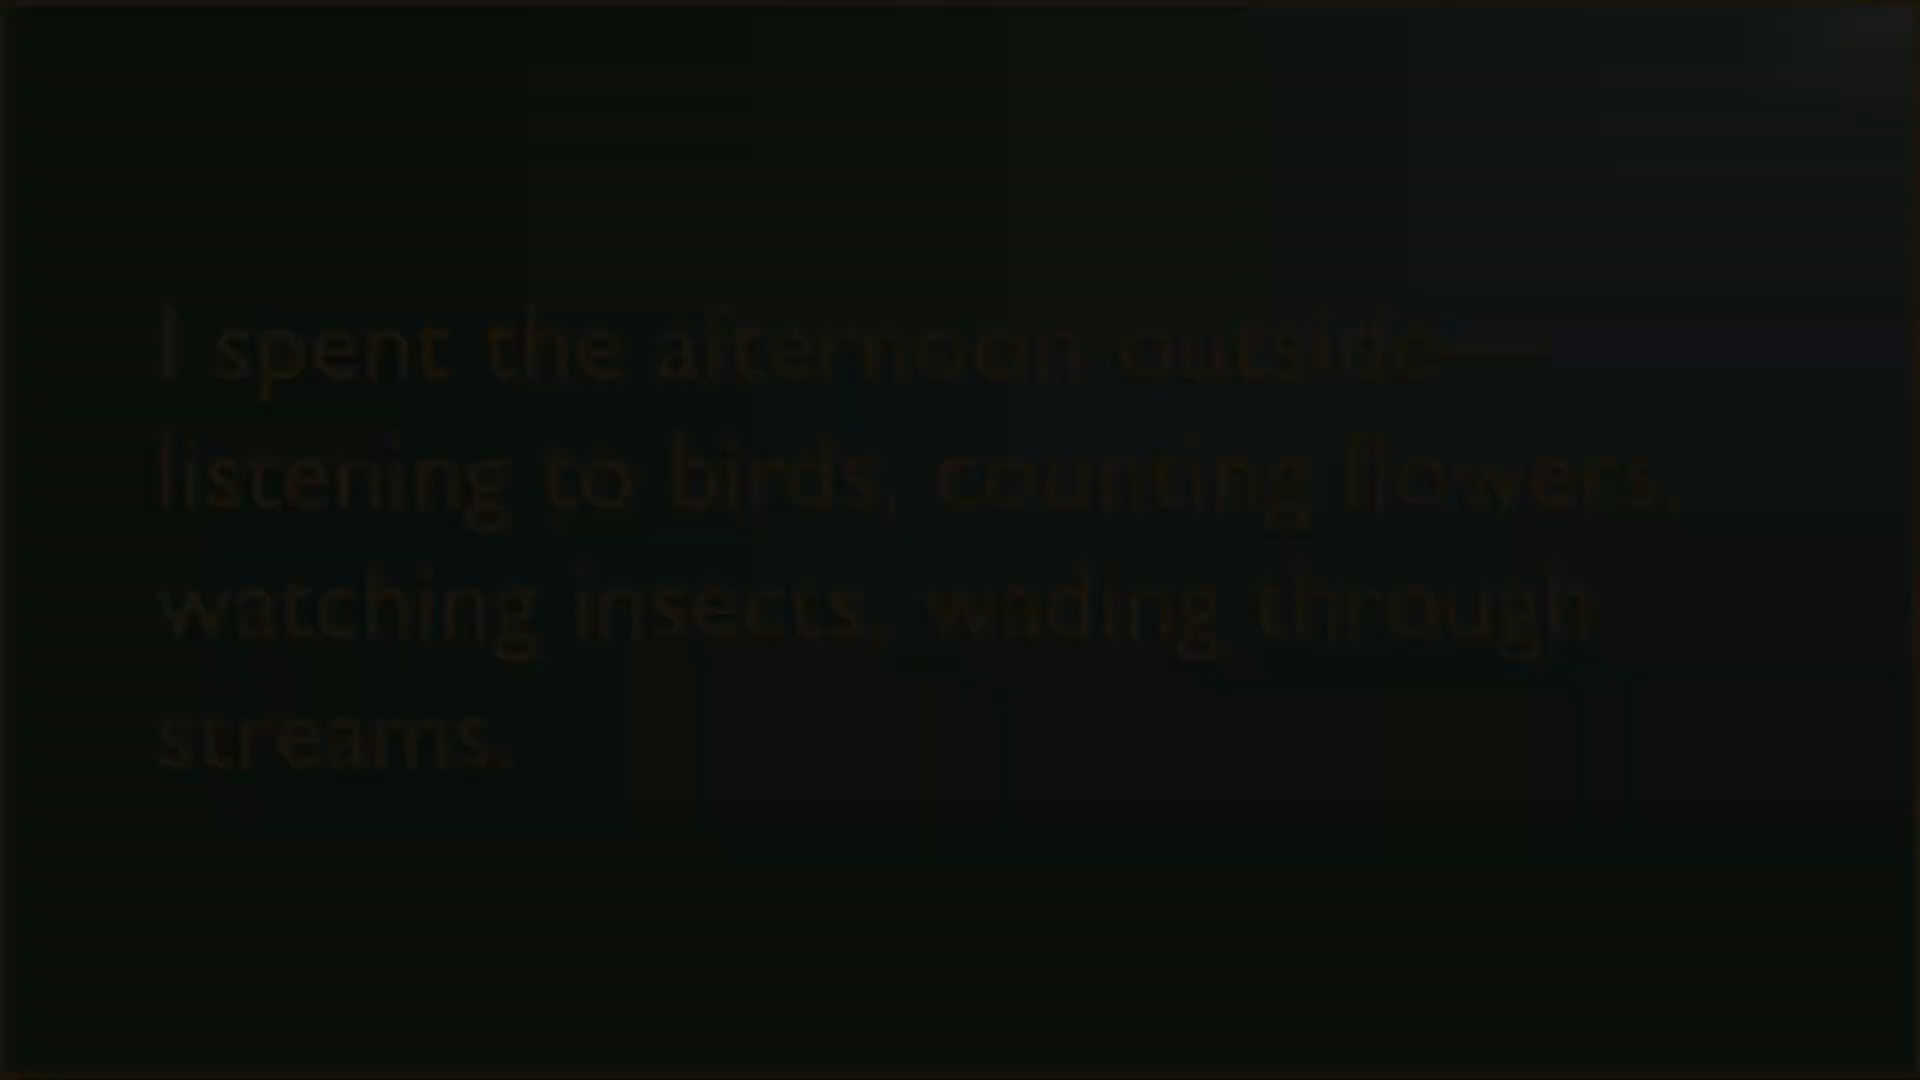 I spent the afternoon outside—
listening to birds, counting flowers,
watching insects, wading through
streams.